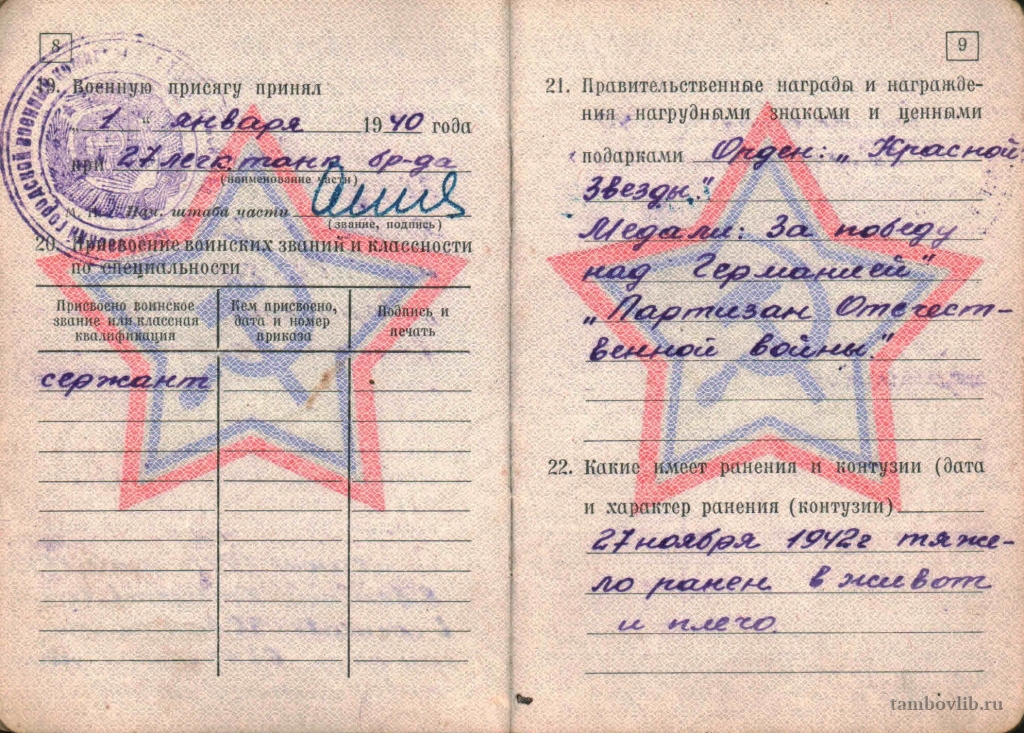 8
19. Военную присягу принял
„ 1 “ января 1940 года
при 27 легк. танк. бр-да
(наименование части)
М. П. Нач. штаба части
(звание, подпись)
20. Присвоение воинских званий и классности
по специальности
Присвоено воинское звание или классная квалификация
Кем присвоено, дата и номер приказа
Подпись и печать
сержант
9
21. Правительственные награды и награжде-
ния нагрудными знаками и ценными
подарками Орден: „Красной
Звезды."
Медали: За победу
над Германией"
„Партизан Отечест-
венной войны."
22. Какие имеет ранения и контузии (дата
и характер ранения (контузии)
27 ноября 1942г тяже-
ло ранен в живот
и плечо.
tambovlib.ru